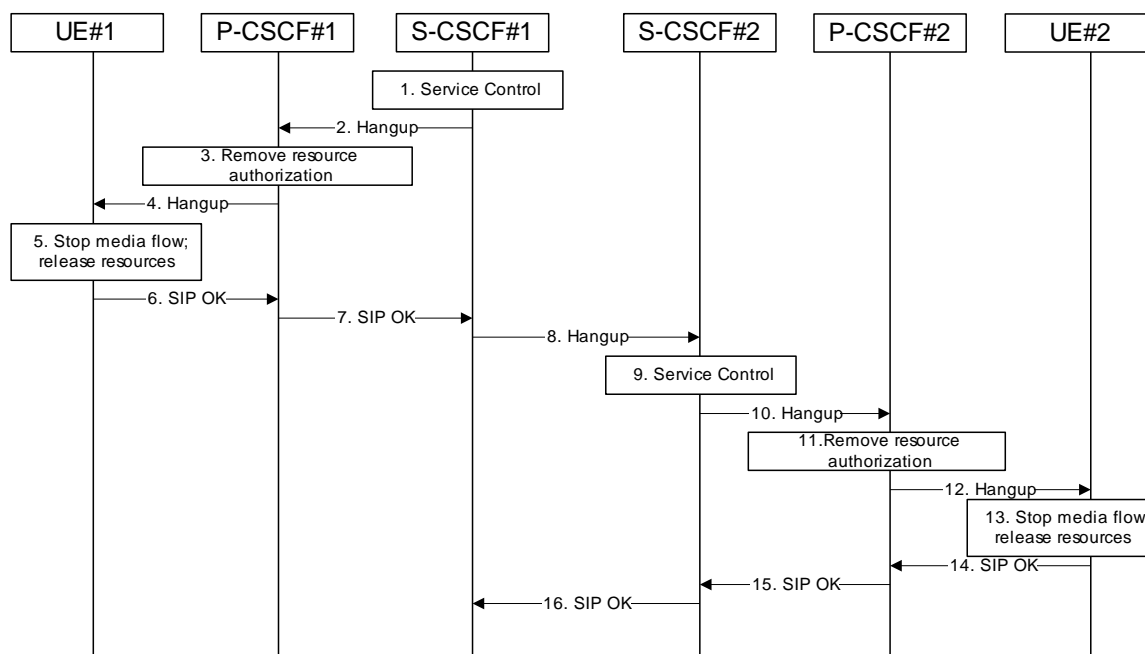 UE#1
P-CSCF#1
S-CSCF#1
S-CSCF#2
P-CSCF#2
UE#2
1. Service Control
2. Hangup
3. Remove resource
authorization
4. Hangup
5. Stop media flow;
release resources
6. SIP OK
7. SIP OK
8. Hangup
9. Service Control
10. Hangup
11.Remove resource
authorization
12. Hangup
13. Stop media flow
release resources
14. SIP OK
15. SIP OK
16. SIP OK